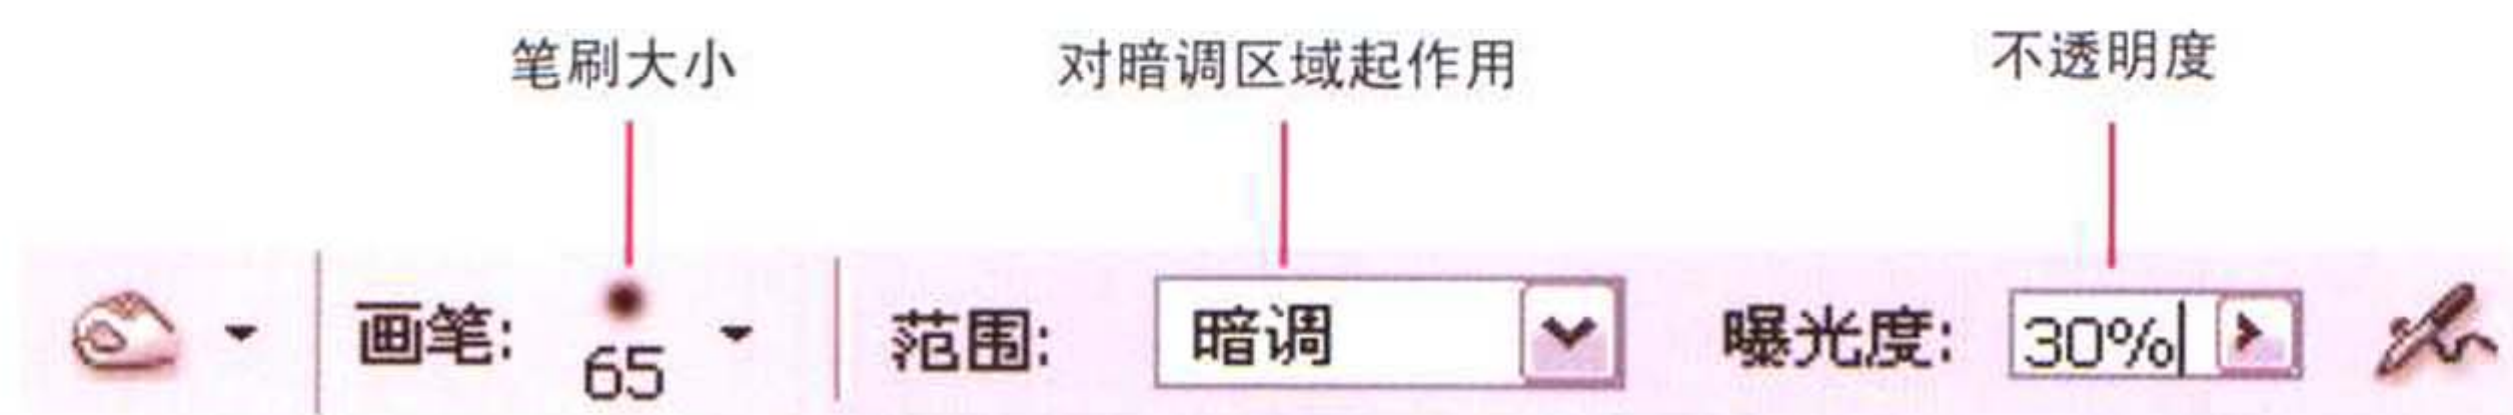 笔刷大小 对暗调区域起作用 不透明度
画笔: 65 范围: 暗调 曝光度: 30%